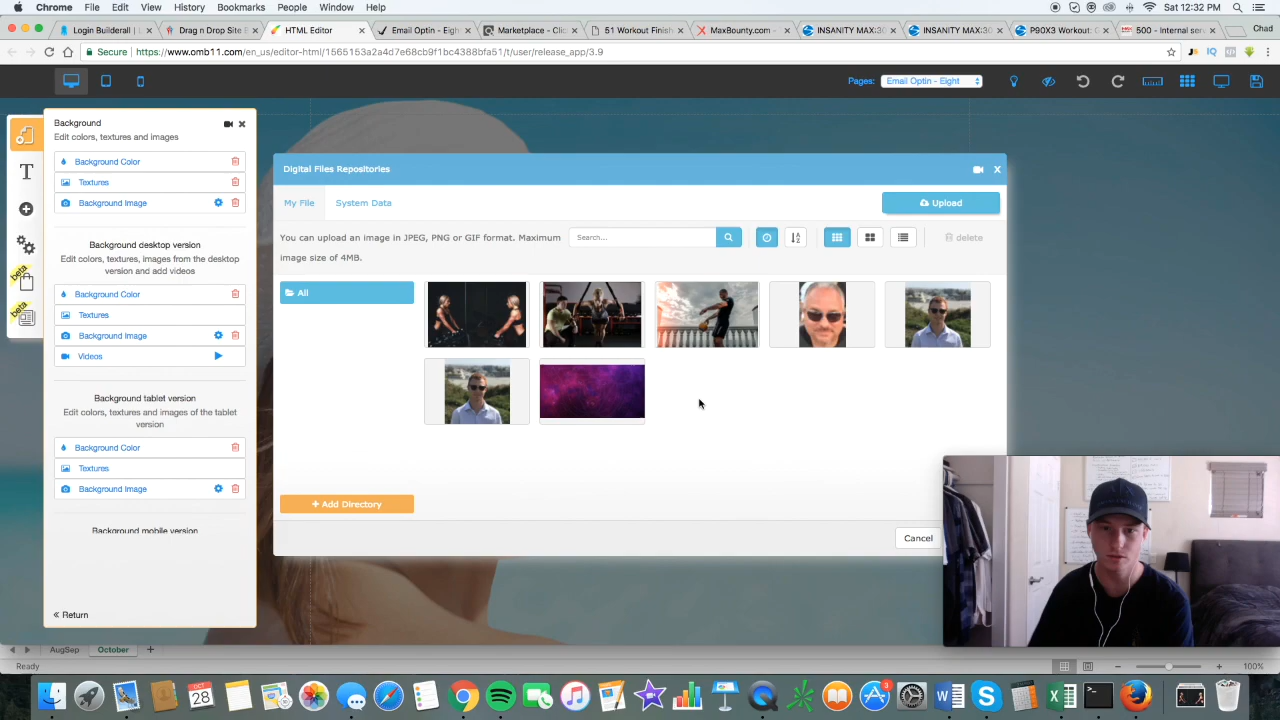 Chrome File Edit View History Bookmarks People Window Help Sat 12:32 PM
Login Builderall | Drag n Drop Site B HTML Editor Email Optin - Eigh Marketplace - Clic 51 Workout Finish MaxBounty.com - INSANITY MAX:30 INSANITY MAX:30 P90X3 Workout: 500 - Internal serv Chad
Secure https://www.omb11.com/en_us/editor-html/1565153a2a4d7e68cb9f1bc4388bfa51/t/user/release_app/3.9
Pages: Email Optin - Eight
Background
Edit colors, textures and images
Background Color
Textures
Background Image
Background desktop version
Edit colors, textures, images from the desktop
version and add videos
Background Color
Textures
Background Image
Videos
Background tablet version
Edit colors, textures and images of the tablet
version
Background Color
Textures
Background Image
Background mobile version
« Return
beta
beta
Digital Files Repositories
X
My File System Data Upload
You can upload an image in JPEG, PNG or GIF format. Maximum
image size of 4MB.
Search...
delete
All
+ Add Directory
Cancel
AugSep October +
Ready 100%
OCT
28
3